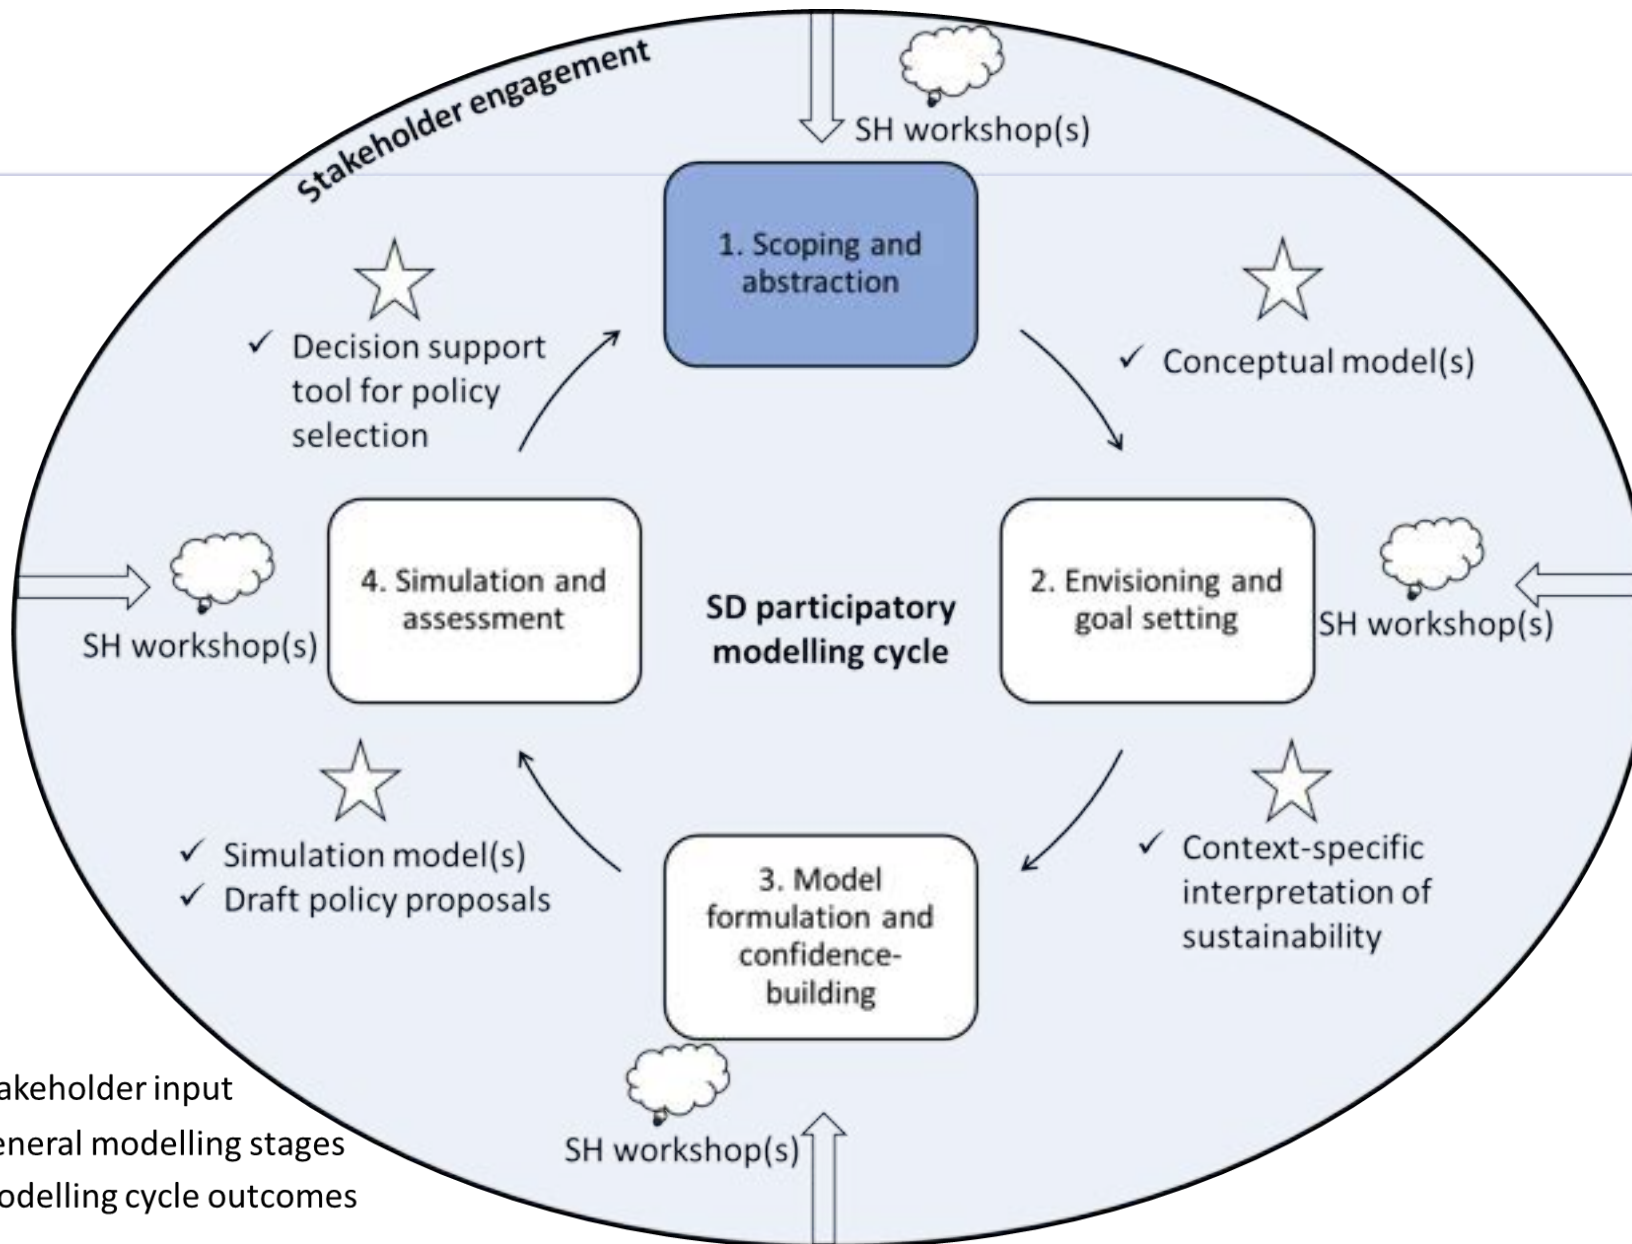 Stakeholder engagement
SH workshop(s)
1. Scoping and
abstraction
✓ Decision support
tool for policy
selection
✓ Conceptual model(s)
4. Simulation and
assessment
SH workshop(s)
SD participatory
modelling cycle
2. Envisioning and
goal setting
SH workshop(s)
✓ Simulation model(s)
✓ Draft policy proposals
3. Model
formulation and
confidence-
building
✓ Context-specific
interpretation of
sustainability
SH workshop(s)
akeholder input
eneral modelling stages
odelling cycle outcomes